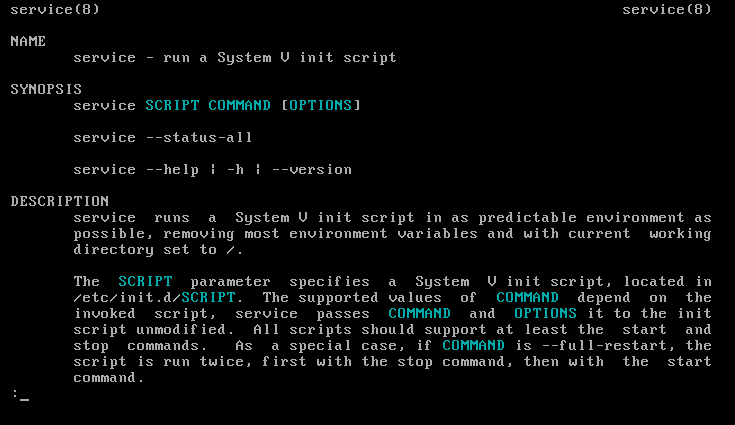 service(8) service(8)
NAME
service - run a System V init script
SYNOPSIS
service SCRIPT COMMAND [OPTIONS]
service --status-all
service --help | -h | --version
DESCRIPTION
service runs a System V init script in as predictable environment as
possible, removing most environment variables and with current working
directory set to /.
The SCRIPT parameter specifies a System V init script, located in
/etc/init.d/SCRIPT. The supported values of COMMAND depend on the
invoked script, service passes COMMAND and OPTIONS it to the init
script unmodified. All scripts should support at least the start and
stop commands. As a special case, if COMMAND is --full-restart, the
script is run twice, first with the stop command, then with the start
command.
:_